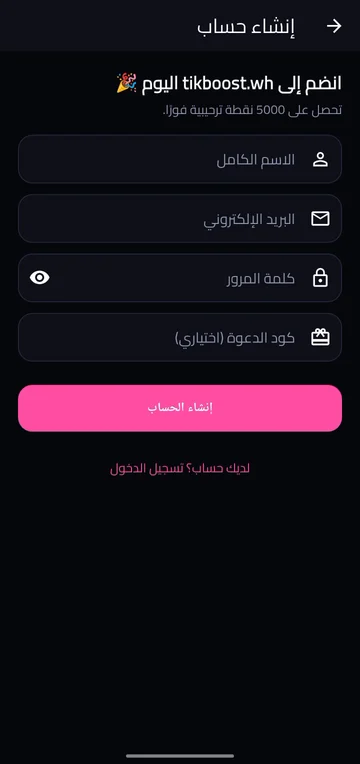 إنشاء حساب
انضم إلى tikboost.wh اليوم 🎉
تحصل على 5000 نقطة ترحيبية فورًا.
الاسم الكامل
البريد الإلكتروني
كلمة المرور
كود الدعوة (اختياري)
إنشاء الحساب
لديك حساب؟ تسجيل الدخول